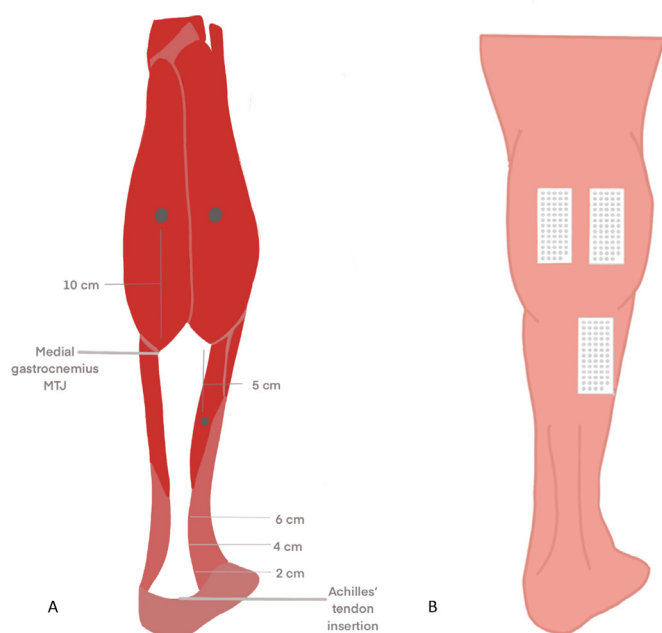 10 cm
Medial
gastrocnemius
MTJ
5 cm
6 cm
4 cm
2 cm
Achilles'
tendon
insertion
A
B